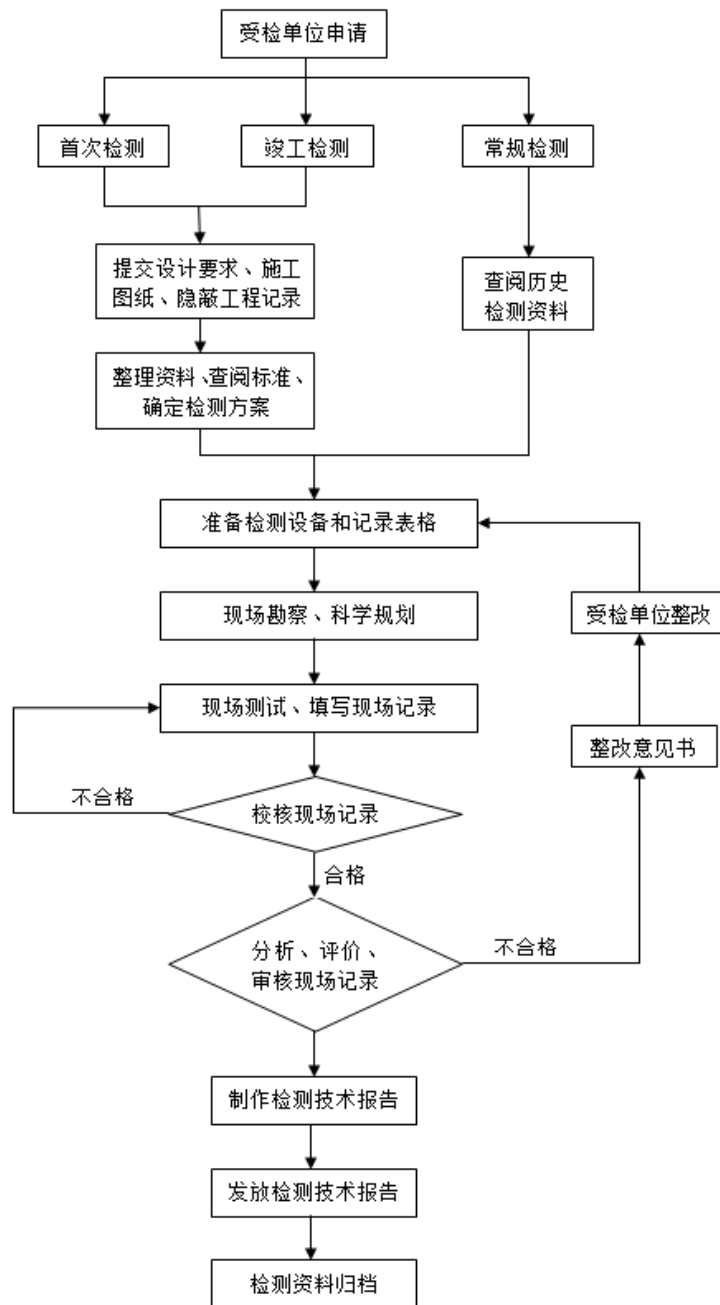 受检单位申请
首次检测
竣工检测
常规检测
提交设计要求、施工
图纸、隐蔽工程记录
查阅历史
检测资料
整理资料、查阅标准、
确定检测方案
准备检测设备和记录表格
现场勘察、科学规划
受检单位整改
现场测试、填写现场记录
整改意见书
不合格
校核现场记录
合格
分析、评价、
审核现场记录
不合格
制作检测技术报告
发放检测技术报告
检测资料归档